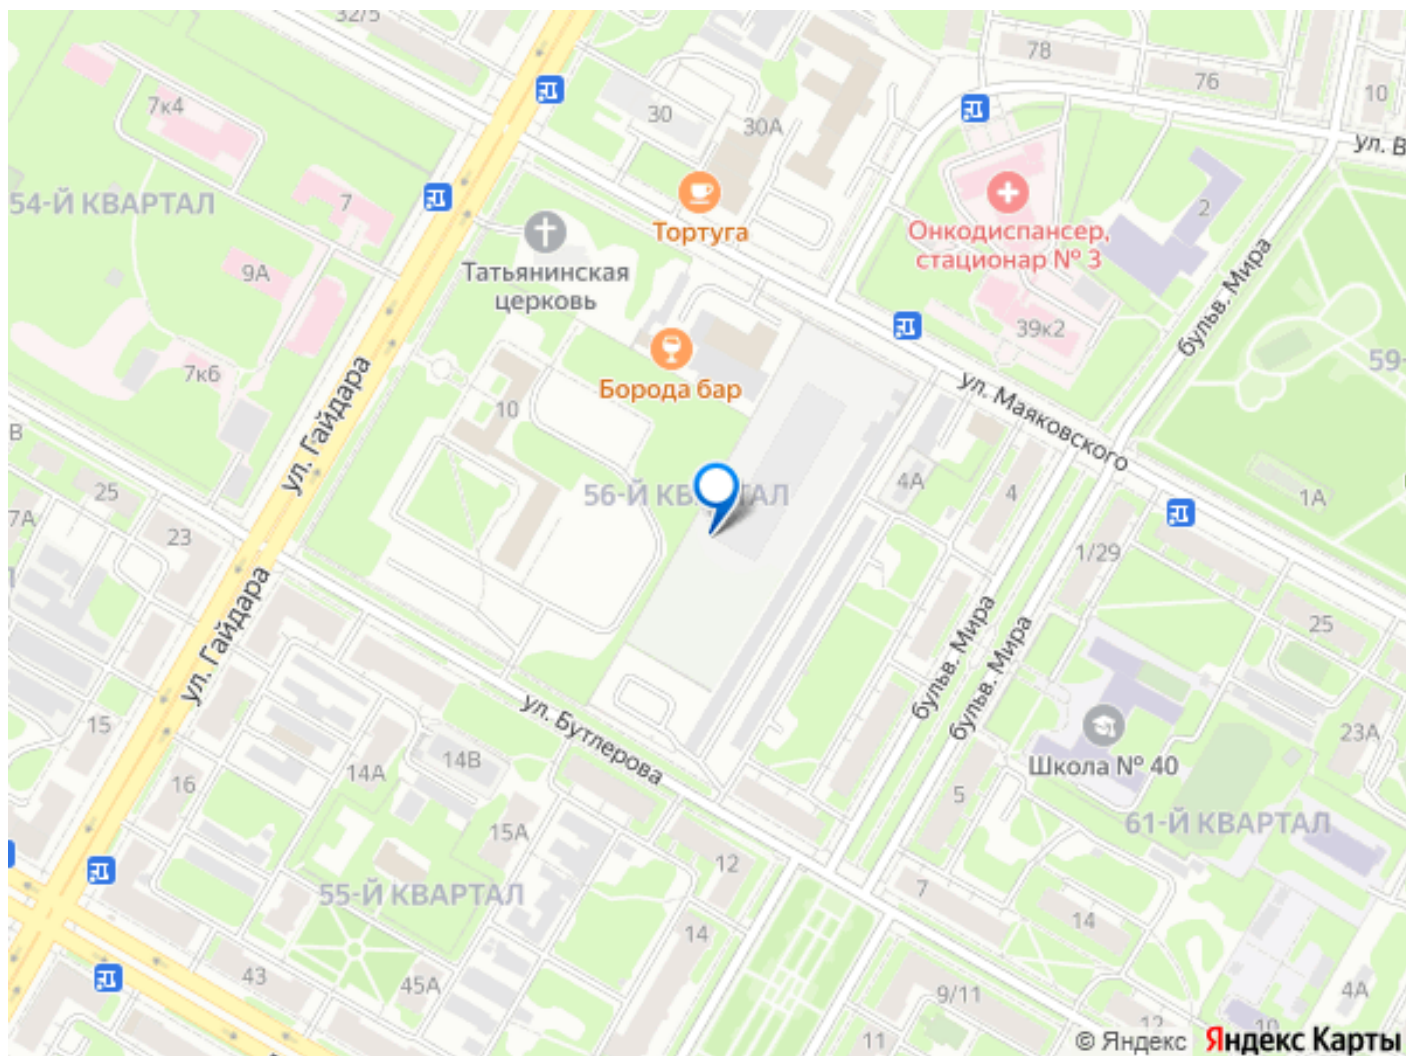 32/5
78
76
10
7к4
30
30А
ул. В
54-Й КВАРТАЛ
7
2
Тортуга
Онкодиспансер,
стационар № 3
9А
Татьянинская
церковь
бульв. Мира
39к2
59-
7к6
Борода бар
ул. Маяковского
10
ул. Гайдара
В
25
56-Й КВАРТАЛ
4А
4
1А
7А
23
1/29
ул. Гайдара
бульв. Мира
бульв. Мира
25
15
ул. Бутлерова
23А
14В
14А
16
Школа № 40
5
15А
61-Й КВАРТАЛ
12
55-Й КВАРТАЛ
7
14
14
43
45А
9/11
4А
11
12
10
© Яндекс Яндекс Карты